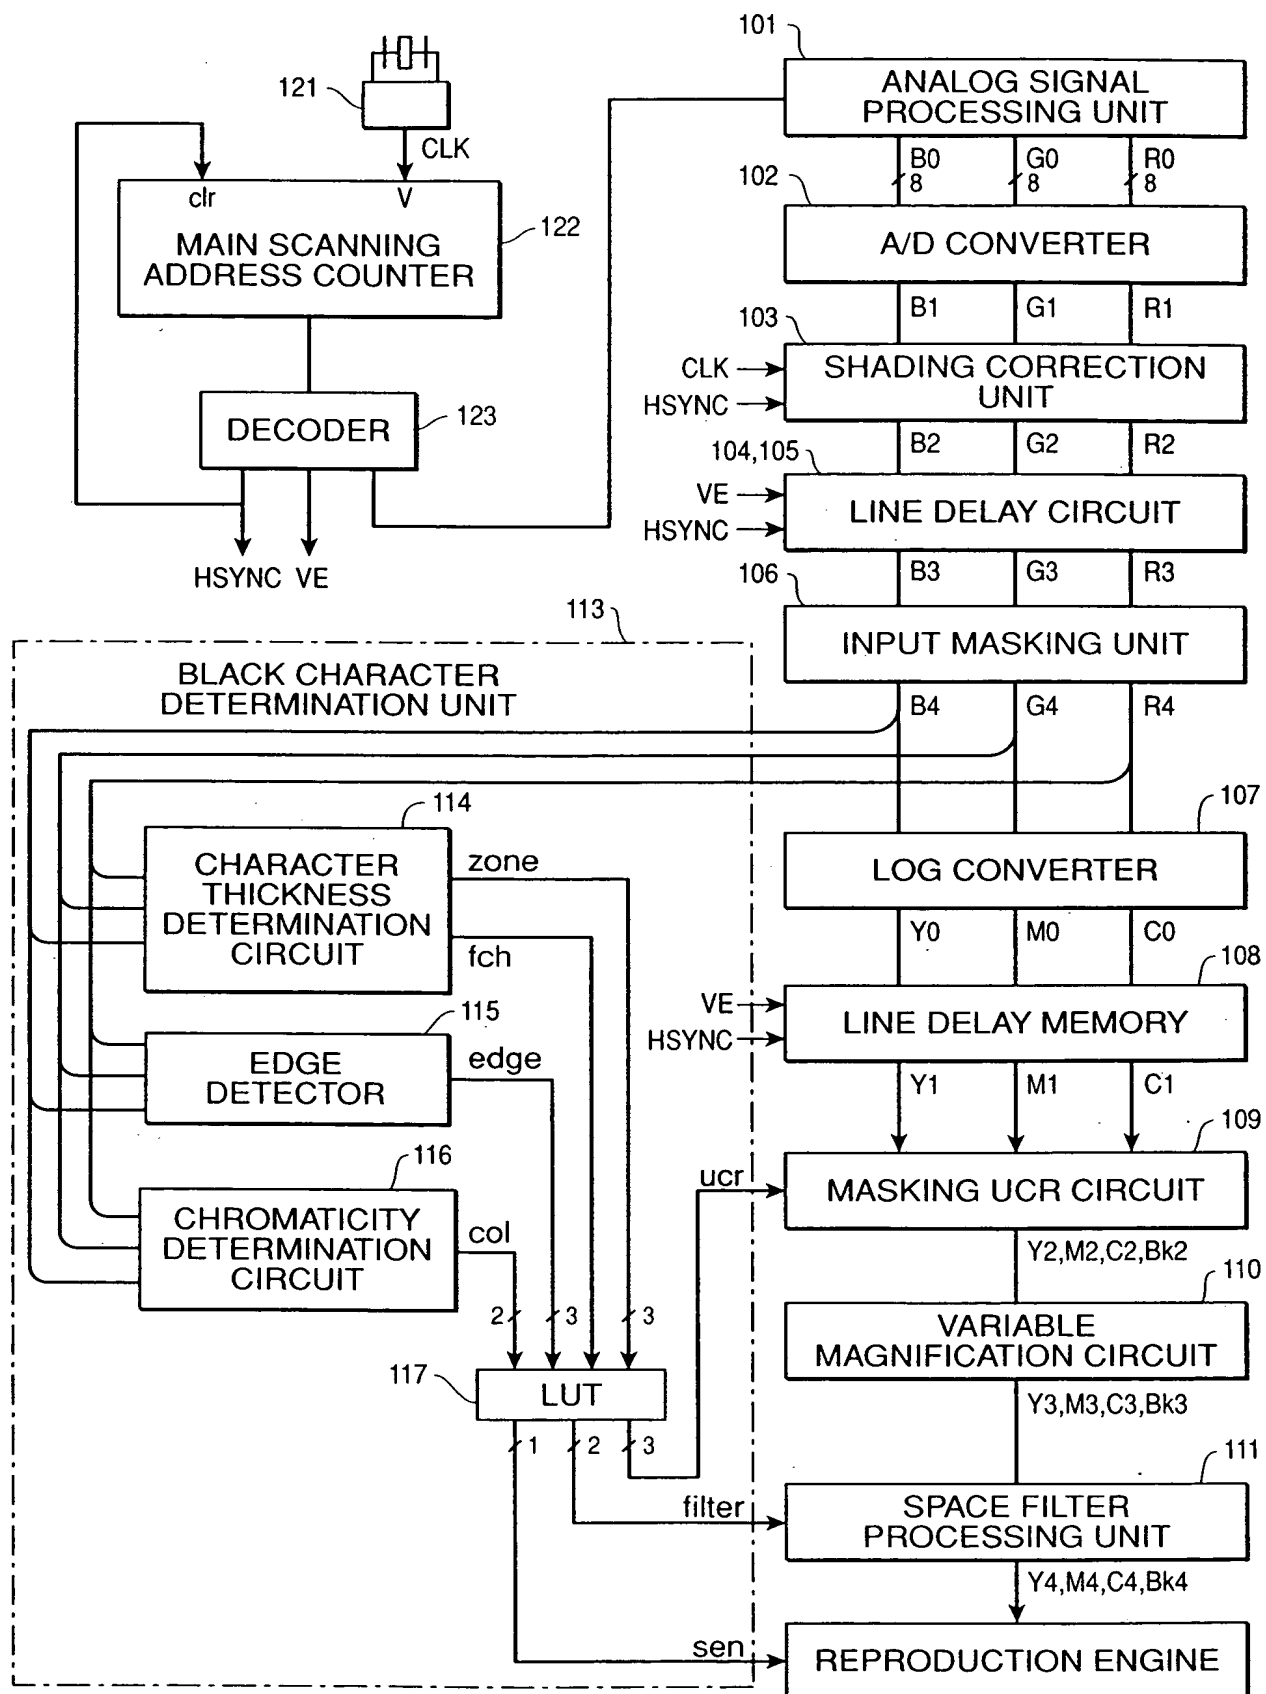 101
ANALOG SIGNAL
PROCESSING UNIT
121
CLK
B0 G0 R0
8 8 8
clr V
MAIN SCANNING
ADDRESS COUNTER
122
102
A/D CONVERTER
B1 G1 R1
103
CLK
HSYNC
SHADING CORRECTION
UNIT
DECODER
123
B2 G2 R2
104,105
VE
HSYNC
LINE DELAY CIRCUIT
HSYNC VE
B3 G3 R3
106
INPUT MASKING UNIT
113
BLACK CHARACTER
DETERMINATION UNIT
B4 G4 R4
114
CHARACTER
THICKNESS
DETERMINATION
CIRCUIT
zone
fch
107
LOG CONVERTER
Y0 M0 C0
108
VE
HSYNC
LINE DELAY MEMORY
115
EDGE
DETECTOR
edge
Y1 M1 C1
109
116
CHROMATICITY
DETERMINATION
CIRCUIT
col
ucr
MASKING UCR CIRCUIT
Y2,M2,C2,Bk2
110
2 3 3
VARIABLE
MAGNIFICATION CIRCUIT
117
LUT
Y3,M3,C3,Bk3
1 2 3
111
filter
SPACE FILTER
PROCESSING UNIT
Y4,M4,C4,Bk4
sen
REPRODUCTION ENGINE